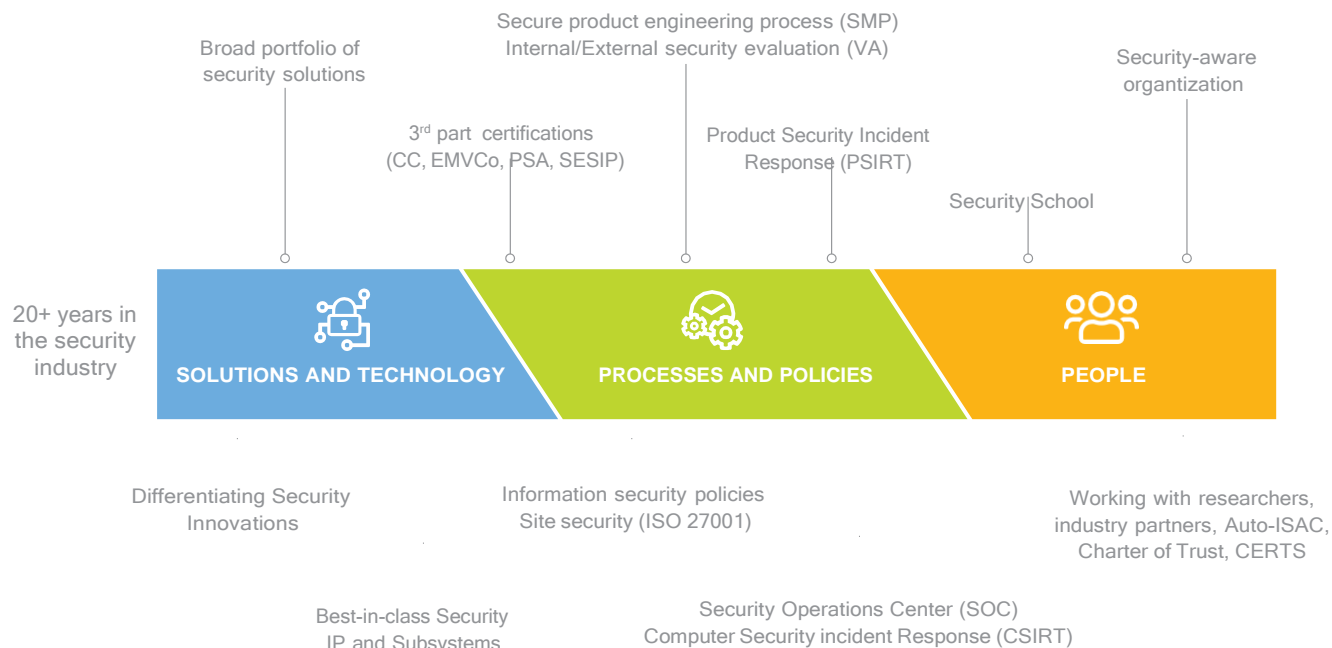 Secure product engineering process (SMP)
Internal/External security evaluation (VA)
Broad portfolio of
security solutions
Security-aware
organtization
3rd part certifications
(CC, EMVCo, PSA, SESIP)
Product Security Incident
Response (PSIRT)
Security School
20+ years in
the security
industry
SOLUTIONS AND TECHNOLOGY
PROCESSES AND POLICIES
PEOPLE
Differentiating Security
Innovations
Information security policies
Site security (ISO 27001)
Working with researchers,
industry partners, Auto-ISAC,
Charter of Trust, CERTS
Best-in-class Security
IP and Subsystems
Security Operations Center (SOC)
Computer Security incident Response (CSIRT)